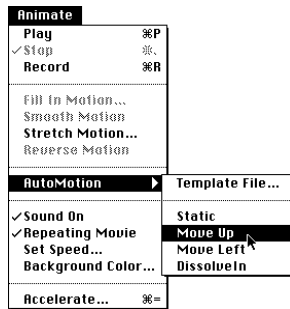 Animate
Play ⌘P
✓Stop ⌘.
Record ⌘R
Fill In Motion...
Smooth Motion
Stretch Motion...
Reverse Motion
AutoMotion
Template File...
✓Sound On
✓Repeating Movie
Set Speed...
Background Color...
Static
Move Up
Move Left
DissolveIn
Accelerate... ⌘=